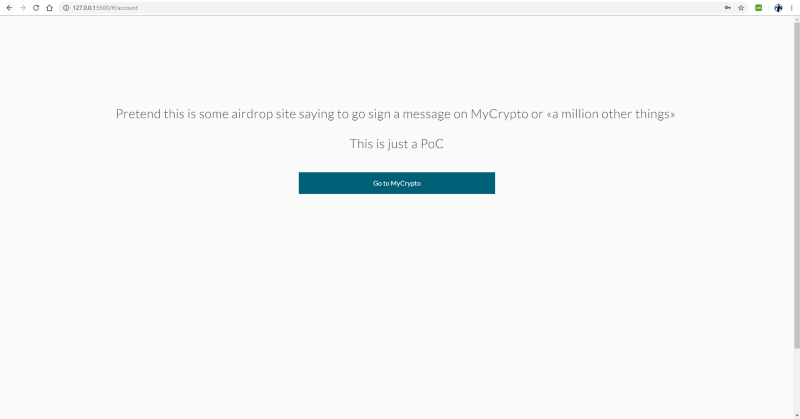 127.0.0.1:5500/#/account
Pretend this is some airdrop site saying to go sign a message on MyCrypto or «a million other things»
This is just a PoC
Go to MyCrypto